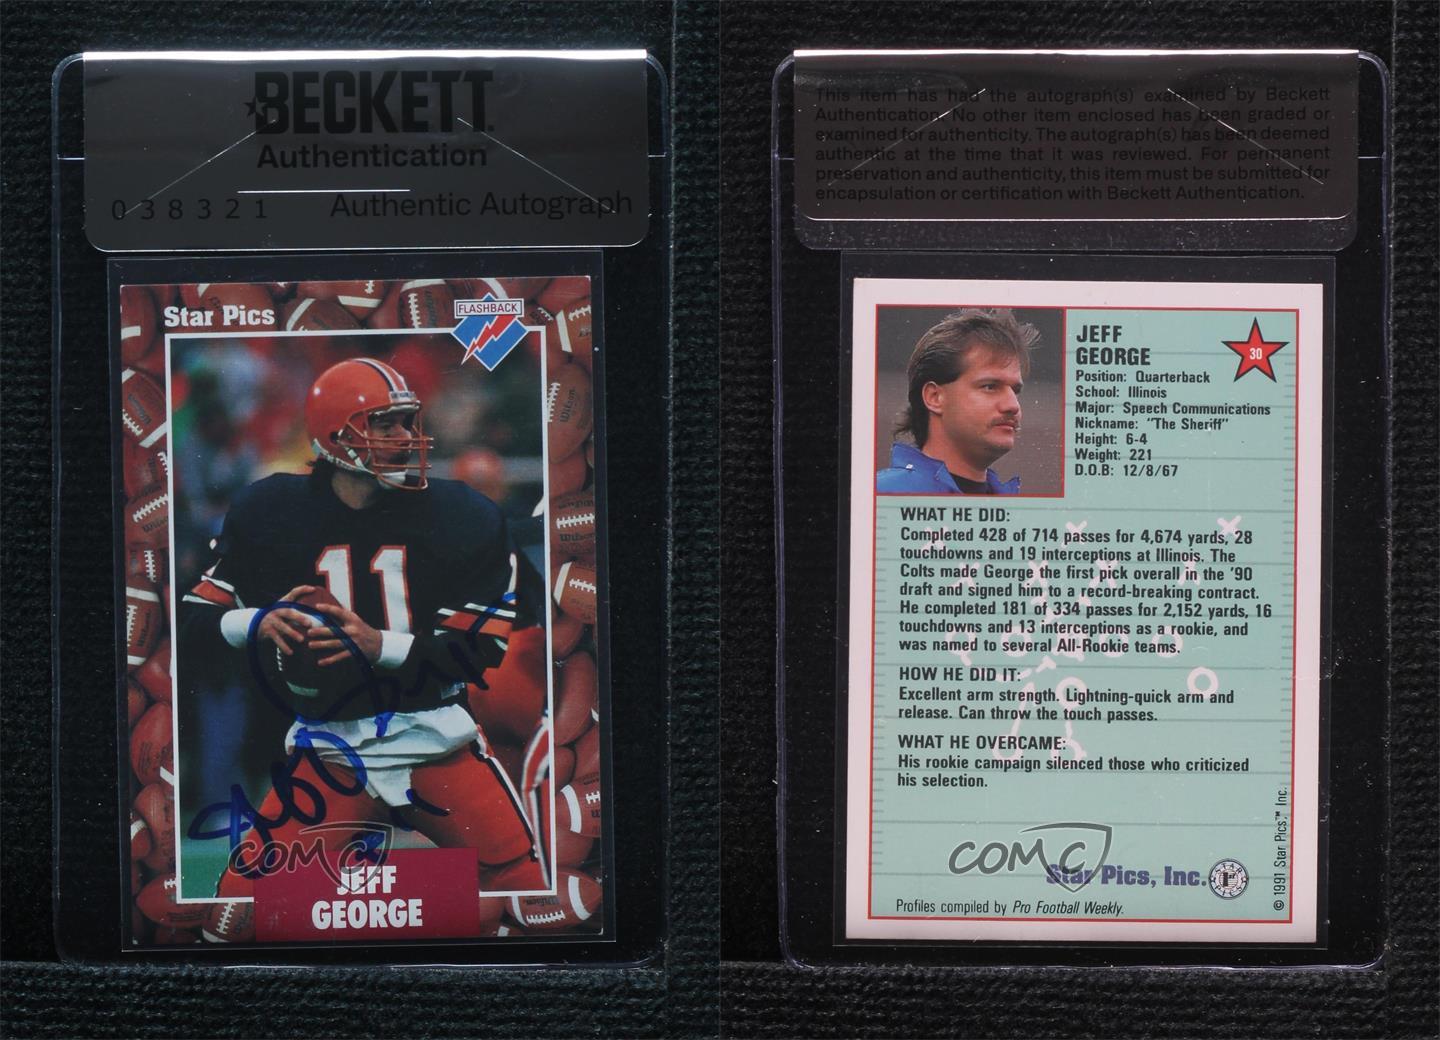 BECKETT
Authentication
038321 Authentic Autograph
Star Pics
FLASHBACK
11
COMC
JEFF
GEORGE
This item has had the autograph(s) examined by Beckett
Authentication. No other item enclosed has been graded or
examined for authenticity. The autograph(s) has been deemed
authentic at the time that it was reviewed. For permanent
preservation and authenticity, this item must be submitted for
encapsulation or certification with Beckett Authentication.
JEFF
GEORGE
30
Position: Quarterback
School: Illinois
Major: Speech Communications
Nickname: "The Sheriff"
Height: 6-4
Weight: 221
D.O.B: 12/8/67
WHAT HE DID:
Completed 428 of 714 passes for 4,674 yards, 28
touchdowns and 19 interceptions at Illinois. The
Colts made George the first pick overall in the '90
draft and signed him to a record-breaking contract.
He completed 181 of 334 passes for 2,152 yards, 16
touchdowns and 13 interceptions as a rookie, and
was named to several All-Rookie teams.
HOW HE DID IT:
Excellent arm strength. Lightning-quick arm and
release. Can throw the touch passes.
WHAT HE OVERCAME:
His rookie campaign silenced those who criticized
his selection.
COMC
Star Pics, Inc.
Profiles compiled by Pro Football Weekly.
© 1991 Star Pics™ Inc.